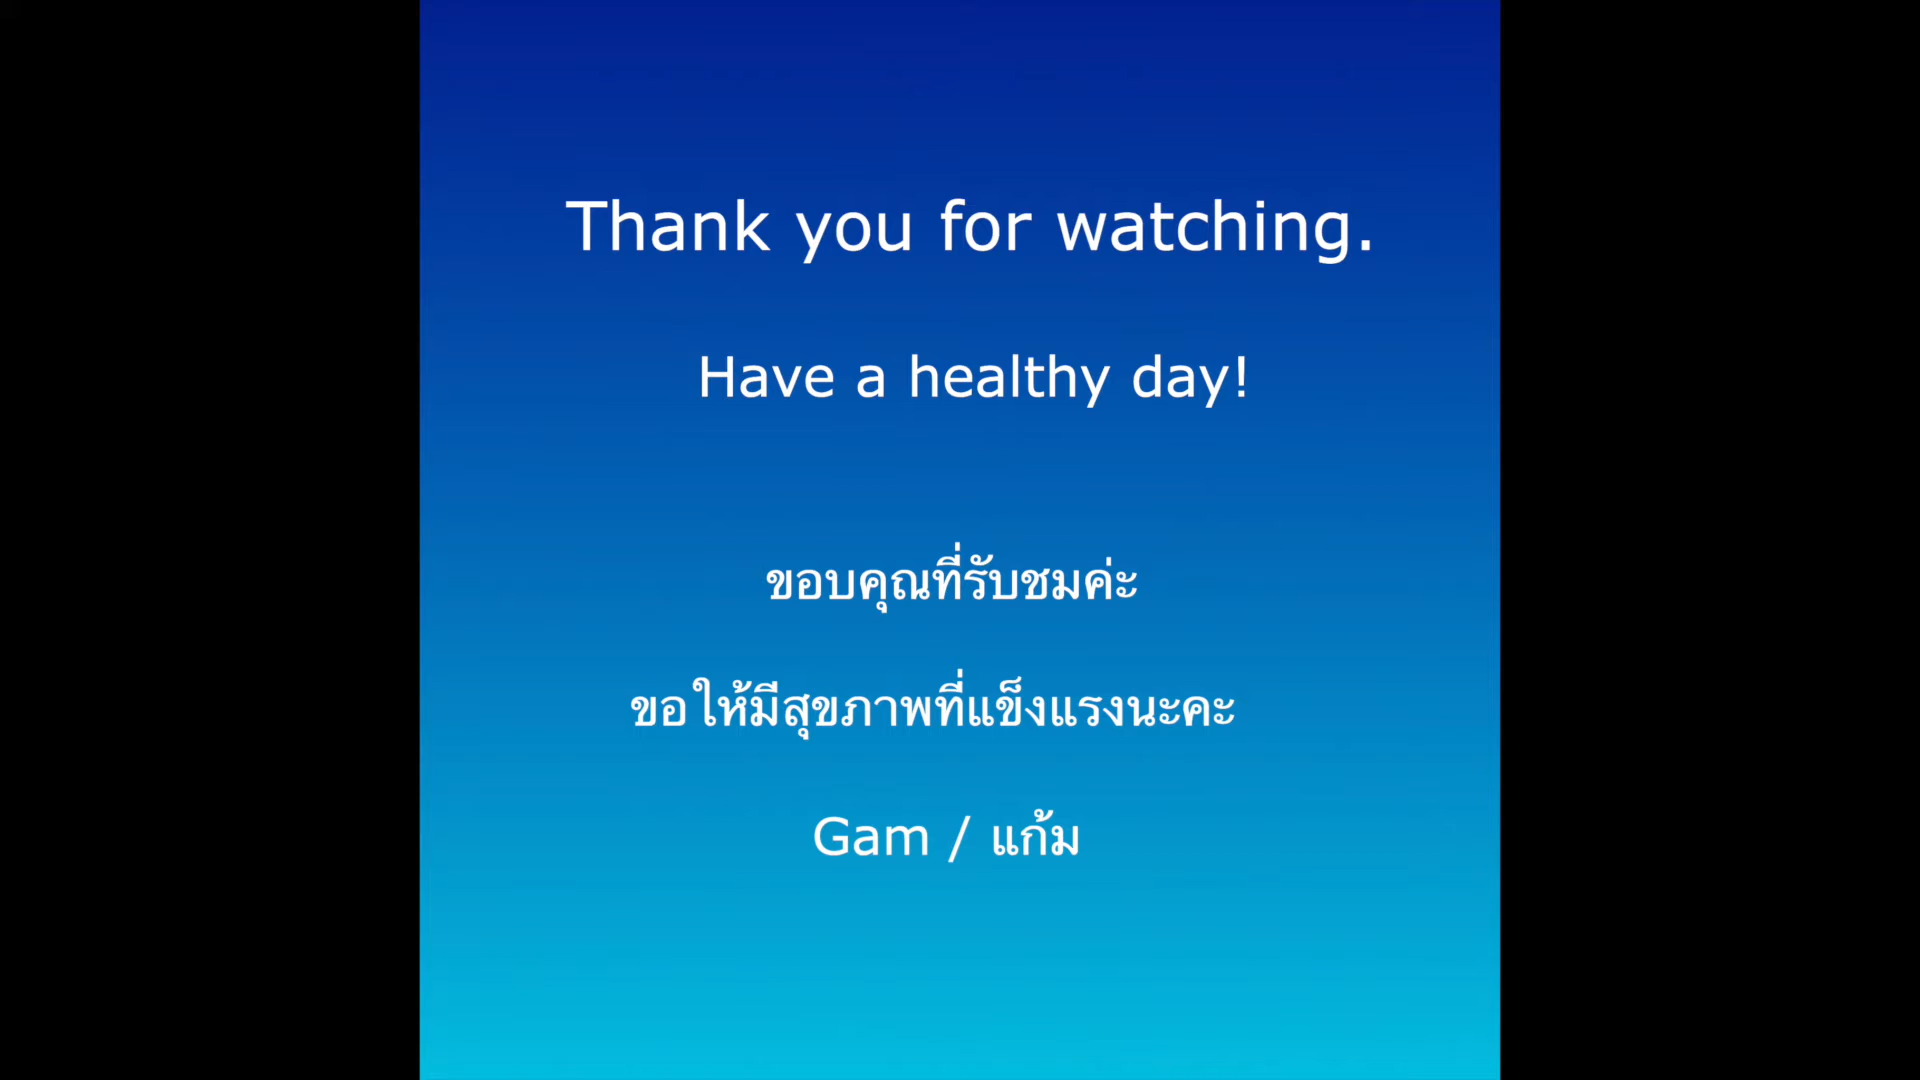 Thank you for watching.
Have a healthy day!
ขอบคุณที่รับชมค่ะ
ขอให้มีสุขภาพที่แข็งแรงนะคะ
Gam / แก้ม